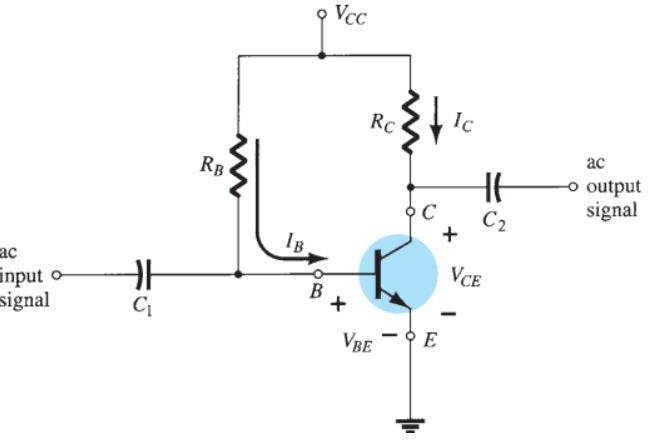 V_CC
R_C
I_C
R_B
ac
output
signal
C
C_2
+
I_B
ac
input
signal
C_1
B
+
V_CE
−
V_BE
−
E